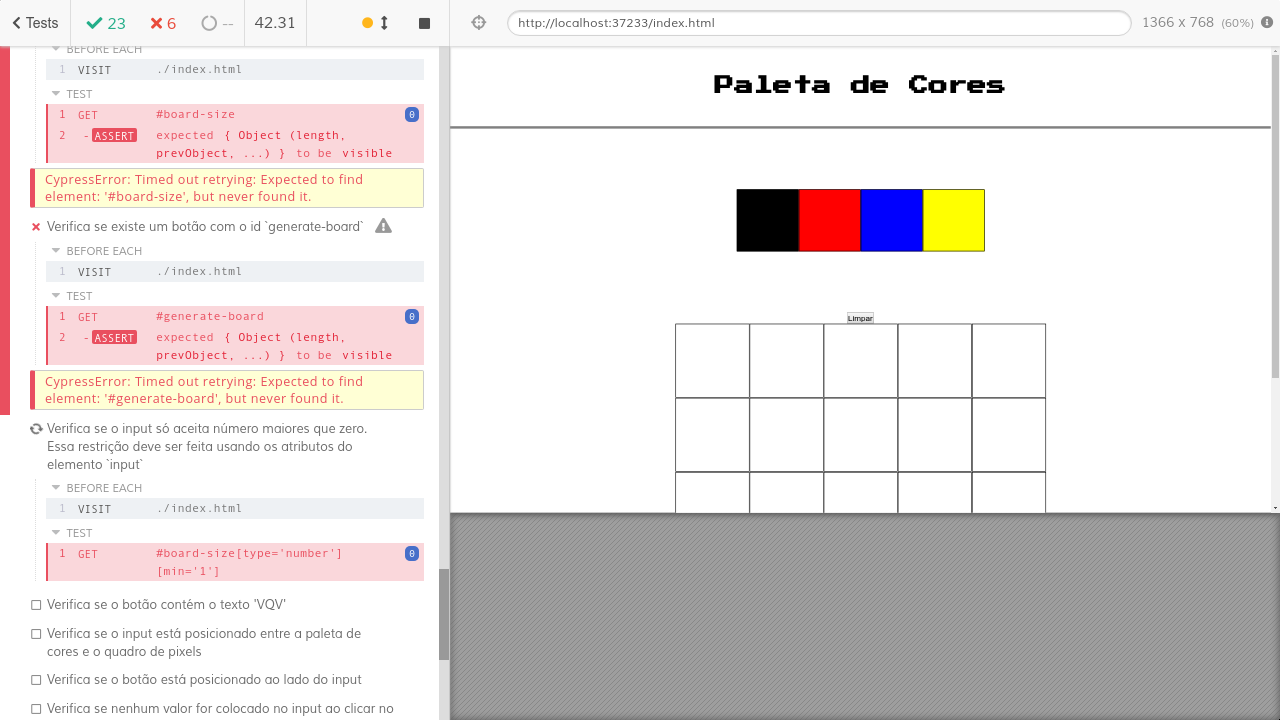 Tests
23
6
--
42.31
http://localhost:37233/index.html
1366 x 768 (60%)
BEFORE EACH
1 VISIT ./index.html
TEST
1 GET #board-size 0
2 -ASSERT expected { Object (length,
prevObject, ...) } to be visible
CypressError: Timed out retrying: Expected to find
element: '#board-size', but never found it.
Verifica se existe um botão com o id `generate-board`
BEFORE EACH
1 VISIT ./index.html
TEST
1 GET #generate-board 0
2 -ASSERT expected { Object (length,
prevObject, ...) } to be visible
CypressError: Timed out retrying: Expected to find
element: '#generate-board', but never found it.
Verifica se o input só aceita número maiores que zero.
Essa restrição deve ser feita usando os atributos do
elemento `input`
BEFORE EACH
1 VISIT ./index.html
TEST
1 GET #board-size[type='number'] 0
[min='1']
Verifica se o botão contém o texto 'VQV'
Verifica se o input está posicionado entre a paleta de
cores e o quadro de pixels
Verifica se o botão está posicionado ao lado do input
Verifica se nenhum valor for colocado no input ao clicar no
Paleta de Cores
Limpar